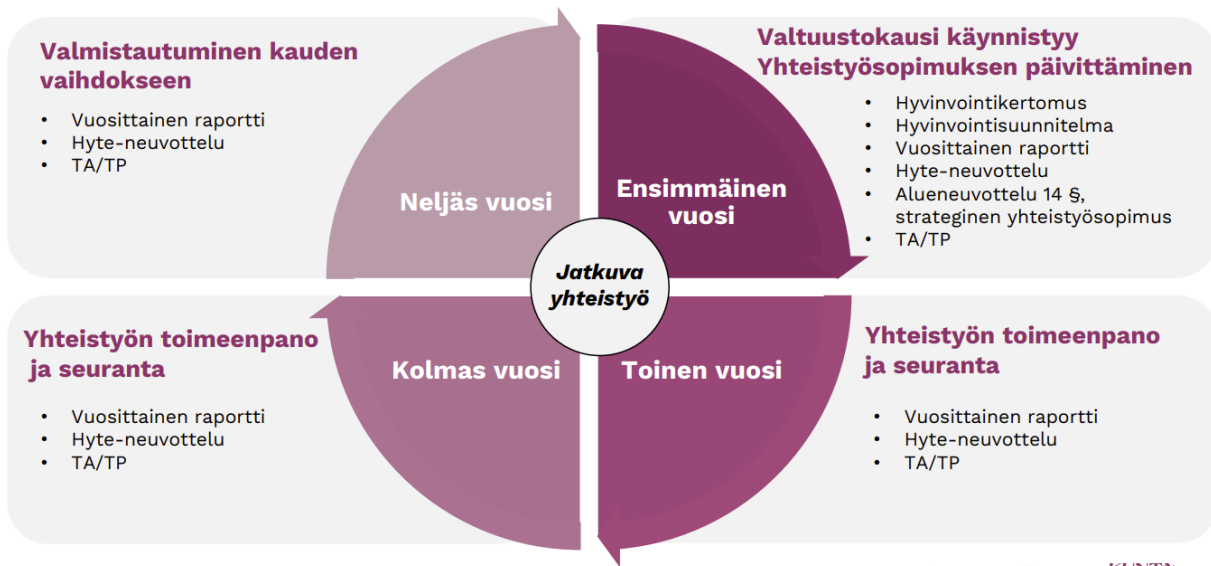 Valmistautuminen kauden
vaihdokseen
• Vuosittainen raportti
• Hyte-neuvottelu
• TA/TP
Neljäs vuosi
Valtuustokausi käynnistyy
Yhteistyösopimuksen päivittäminen
• Hyvinvointikertomus
• Hyvinvointisuunnitelma
• Vuosittainen raportti
• Hyte-neuvottelu
• Alueneuvottelu 14 §,
strateginen yhteistyösopimus
• TA/TP
Ensimmäinen
vuosi
Jatkuva
yhteistyö
Yhteistyön toimeenpano
ja seuranta
• Vuosittainen raportti
• Hyte-neuvottelu
• TA/TP
Kolmas vuosi
Toinen vuosi
Yhteistyön toimeenpano
ja seuranta
• Vuosittainen raportti
• Hyte-neuvottelu
• TA/TP